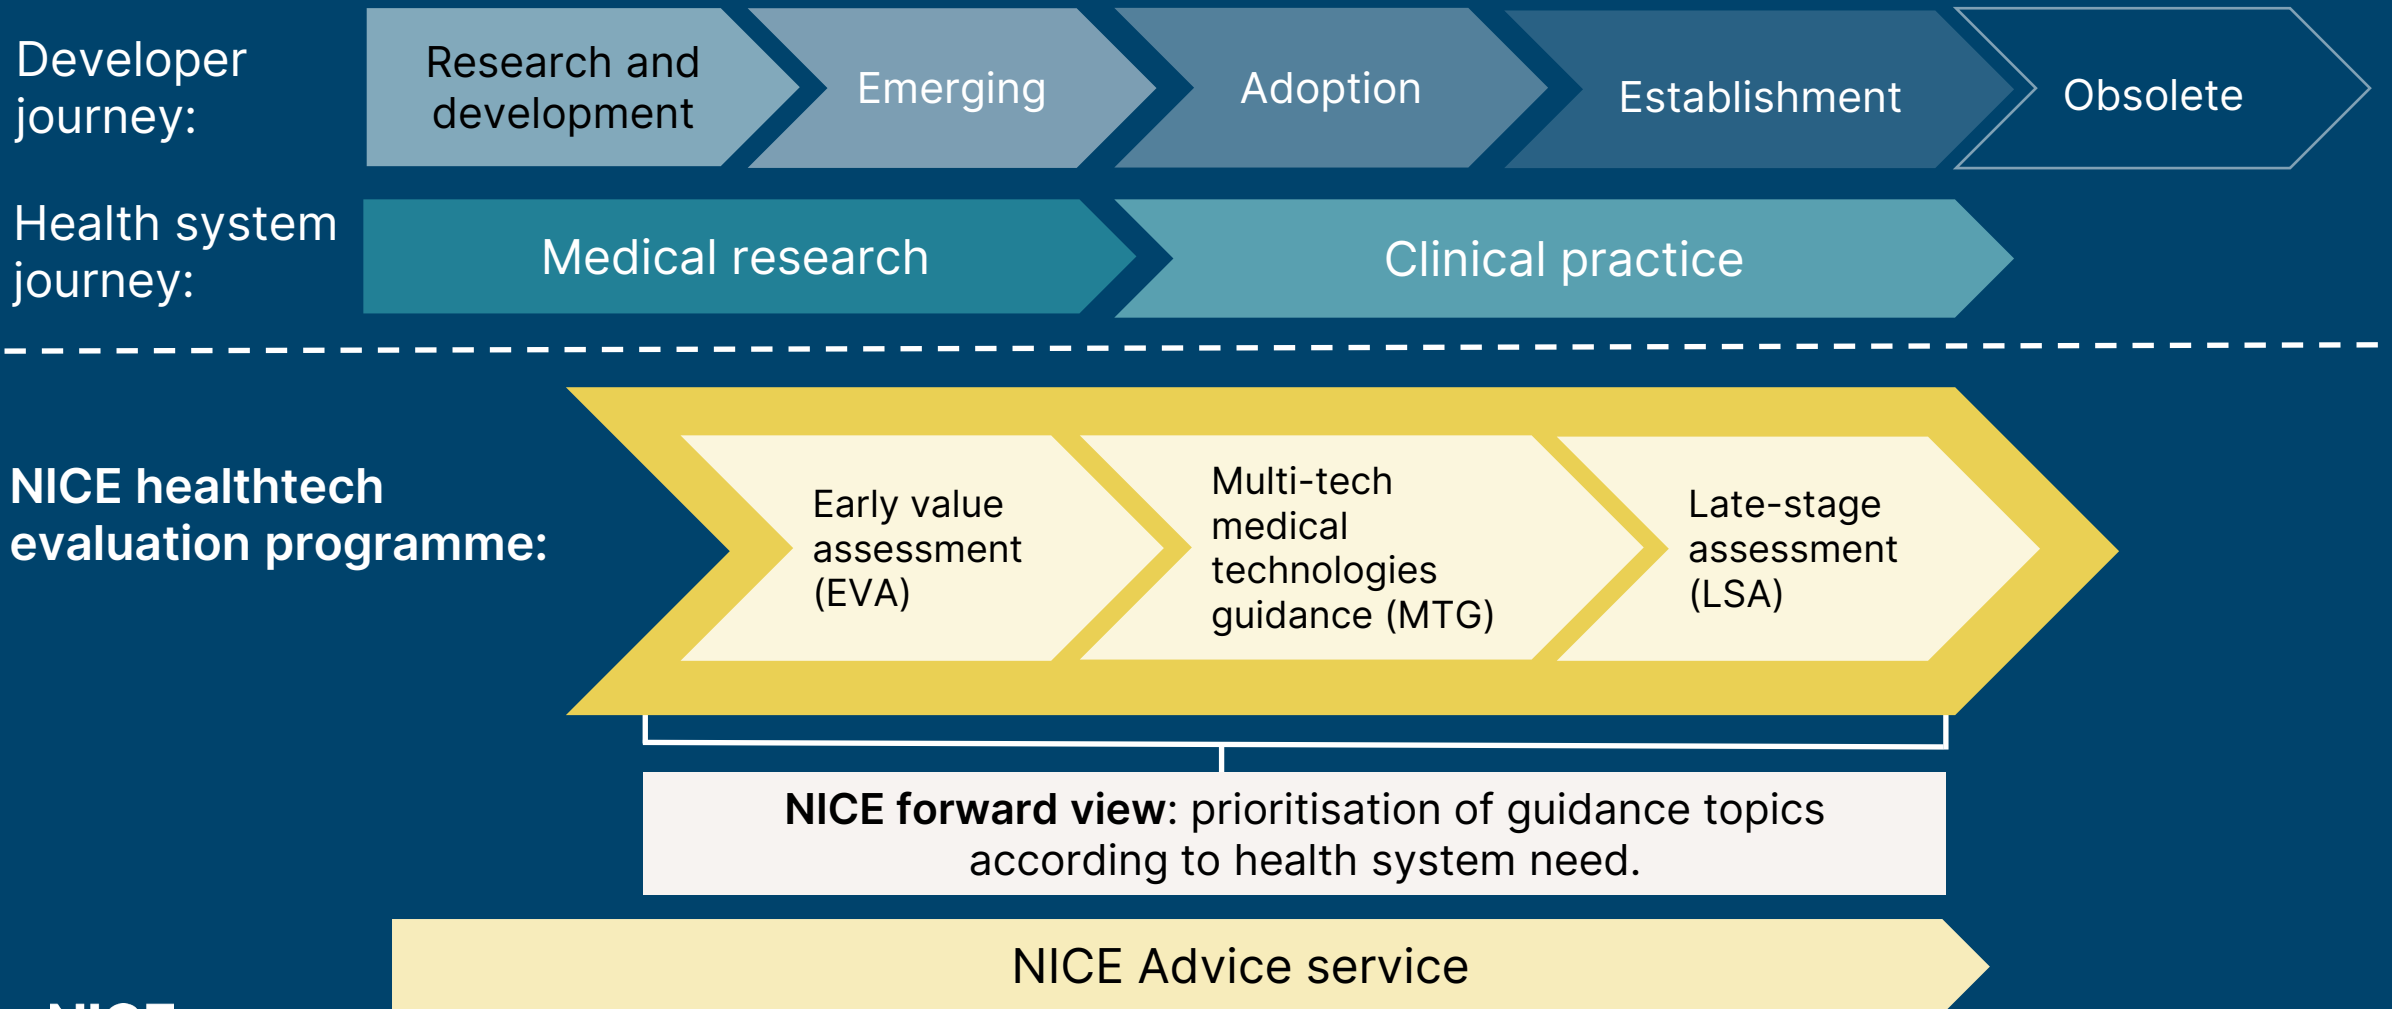 Developer
journey:
Research and
development
Emerging
Adoption
Establishment
Obsolete
Health system
journey:
Medical research
Clinical practice
NICE healthtech
evaluation programme:
Early value
assessment
(EVA)
Multi-tech
medical
technologies
guidance (MTG)
Late-stage
assessment
(LSA)
NICE forward view: prioritisation of guidance topics
according to health system need.
NICE Advice service
NICE